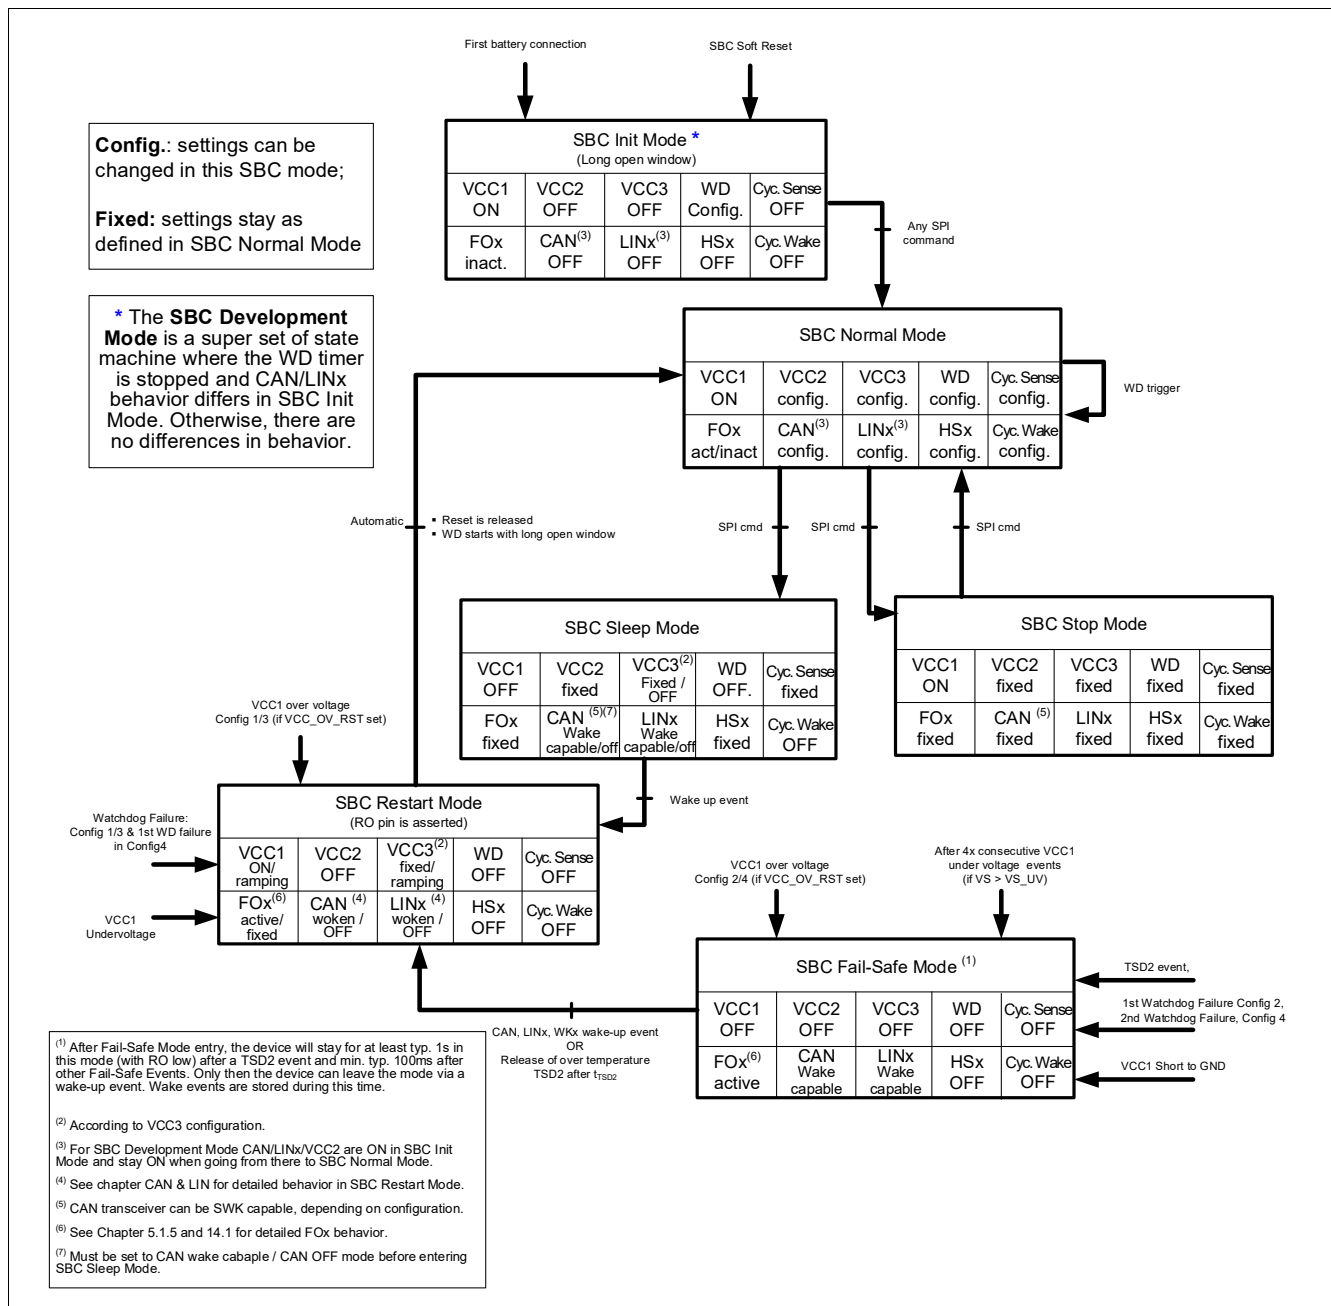 First battery connection
SBC Soft Reset
Config.: settings can be
changed in this SBC mode;
Fixed: settings stay as
defined in SBC Normal Mode
* The SBC Development
Mode is a super set of state
machine where the WD timer
is stopped and CAN/LINx
behavior differs in SBC Init
Mode. Otherwise, there are
no differences in behavior.
SBC Init Mode *
(Long open window)
VCC1
ON
VCC2
OFF
VCC3
OFF
WD
Config.
Cyc. Sense
OFF
FOx
inact.
CAN(3)
OFF
LINx(3)
OFF
HSx
OFF
Cyc. Wake
OFF
Any SPI
command
SBC Normal Mode
VCC1
ON
VCC2
config.
VCC3
config.
WD
config.
Cyc. Sense
config.
FOx
act/inact
CAN(3)
config.
LINx(3)
config.
HSx
config.
Cyc. Wake
config.
WD trigger
Automatic
▪ Reset is released
▪ WD starts with long open window
SPI cmd
SPI cmd
SPI cmd
SBC Sleep Mode
VCC1
OFF
VCC2
fixed
VCC3(2)
Fixed /
OFF
WD
OFF.
Cyc. Sense
fixed
FOx
fixed
CAN (5)(7)
Wake
capable/off
LINx
Wake
capable/off
HSx
fixed
Cyc. Wake
OFF
SBC Stop Mode
VCC1
ON
VCC2
fixed
VCC3
fixed
WD
fixed
Cyc. Sense
fixed
FOx
fixed
CAN (5)
fixed
LINx
fixed
HSx
fixed
Cyc. Wake
fixed
VCC1 over voltage
Config 1/3 (if VCC_OV_RST set)
Wake up event
Watchdog Failure:
Config 1/3 & 1st WD failure
in Config4
VCC1
Undervoltage
SBC Restart Mode
(RO pin is asserted)
VCC1
ON/
ramping
VCC2
OFF
VCC3(2)
fixed/
ramping
WD
OFF
Cyc. Sense
OFF
FOx(6)
active/
fixed
CAN (4)
woken /
OFF
LINx (4)
woken /
OFF
HSx
OFF
Cyc. Wake
OFF
VCC1 over voltage
Config 2/4 (if VCC_OV_RST set)
After 4x consecutive VCC1
under voltage events
(if VS > VS_UV)
SBC Fail-Safe Mode (1)
VCC1
OFF
VCC2
OFF
VCC3
OFF
WD
OFF
Cyc. Sense
OFF
FOx(6)
active
CAN
Wake
capable
LINx
Wake
capable
HSx
OFF
Cyc. Wake
OFF
TSD2 event,
1st Watchdog Failure Config 2,
2nd Watchdog Failure, Config 4
VCC1 Short to GND
CAN, LINx, WKx wake-up event
OR
Release of over temperature
TSD2 after tTSD2
(1) After Fail-Safe Mode entry, the device will stay for at least typ. 1s in
this mode (with RO low) after a TSD2 event and min. typ. 100ms after
other Fail-Safe Events. Only then the device can leave the mode via a
wake-up event. Wake events are stored during this time.
(2) According to VCC3 configuration.
(3) For SBC Development Mode CAN/LINx/VCC2 are ON in SBC Init
Mode and stay ON when going from there to SBC Normal Mode.
(4) See chapter CAN & LIN for detailed behavior in SBC Restart Mode.
(5) CAN transceiver can be SWK capable, depending on configuration.
(6) See Chapter 5.1.5 and 14.1 for detailed FOx behavior.
(7) Must be set to CAN wake cabaple / CAN OFF mode before entering
SBC Sleep Mode.